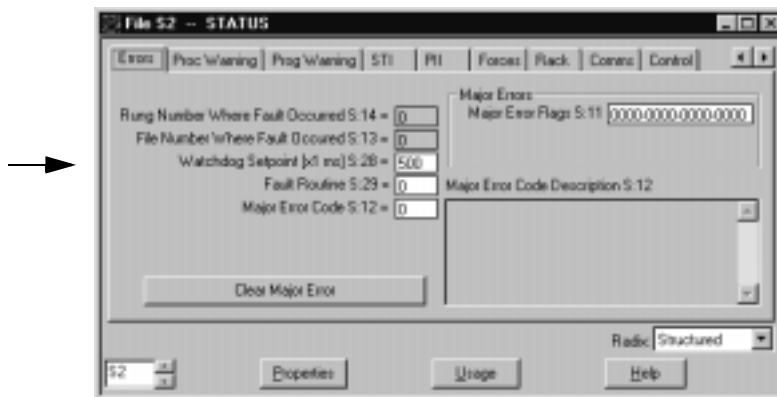 File S2 -- STATUS
Errors Proc Warning Prog Warning STI PII Forces Rack Comms Control
Rung Number Where Fault Occurred S:14 = 0
File Number Where Fault Occured S:13 = 0
Watchdog Setpoint (x1 ms) S:28 = 500
Fault Routine S:29 = 0
Major Error Code S:12 = 0
Clear Major Error
Major Errors
Major Error Flags S:11 0000-0000-0000-0000
Major Error Code Description S:12
Radix: Structured
S2 Properties Usage Help